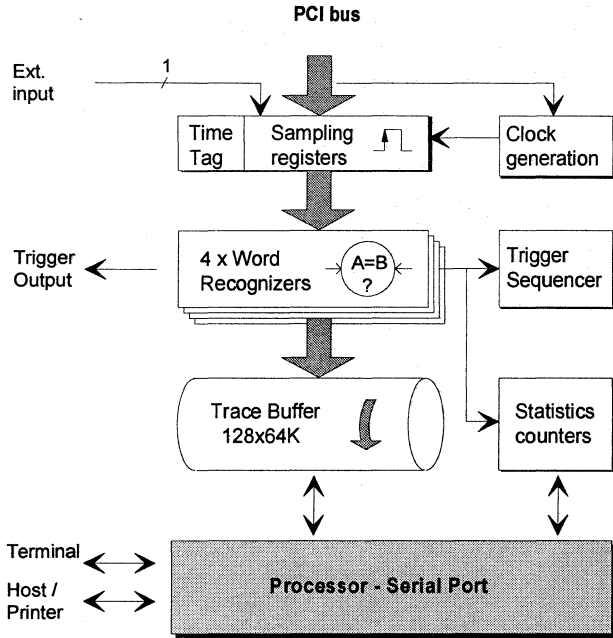 PCI bus
Ext.
input
1
Time
Tag
Sampling
registers
Clock
generation
Trigger
Output
4 x Word
Recognizers
A=B
?
Trigger
Sequencer
Trace Buffer
128x64K
Statistics
counters
Terminal
Host /
Printer
Processor - Serial Port